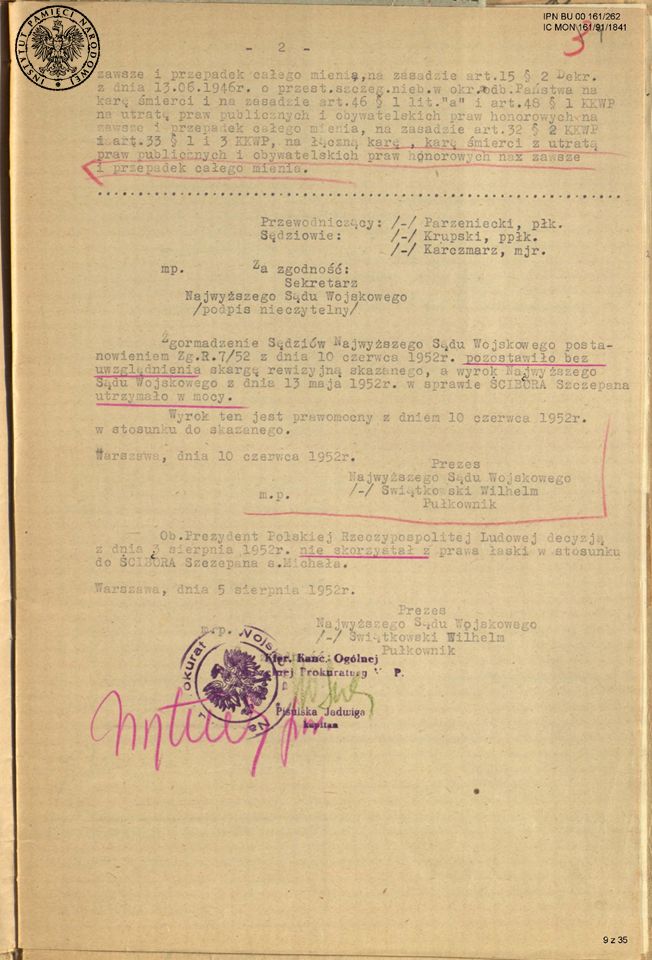 INSTYTUT PAMIĘCI NARODOWEJ
IPN BU 00 161/262
IC MON 161/91/1841
- 2 -
zawsze i przepadek całego mienia,na zasadzie art.15 § 2 Dekr.
z dnia 13.06.1946r. o przest.szczeg.nieb.w okr.odb.Państwa na
karę śmierci i na zasadzie art.46 § 1 lit."a" i art.48 § 1 KKWP
na utratę praw publicznych i obywatelskich praw honorowych na
zawsze i przepadek całego mienia, na zasadzie art.32 § 2 KKWP
i art.33 § 1 i 3 KKWP, na łączną karę , karę śmierci z utratą
praw publicznych i obywatelskich praw honorowych nax zawsze
i przepadek całego mienia.
Przewodniczący: /-/ Parzeniecki, płk.
Sędziowie: /-/ Krupski, ppłk.
/-/ Karczmarz, mjr.
mp. Za zgodność:
Sekretarz
Najwyższego Sądu Wojskowego
/podpis nieczytelny/
Zgormadzenie Sędziów Najwyższego Sądu Wojskowego posta-
nowieniem Zg.R.7/52 z dnia 10 czerwca 1952r. pozostawiło bez
uwzględnienia skargę rewizyjną skazanego, a wyrok Najwyższego
Sądu Wojskowego z dnia 13 maja 1952r. w sprawie ŚCIBORA Szczepana
utrzymało w mocy.
Wyrok ten jest prawomocny z dniem 10 czerwca 1952r.
w stosunku do skazanego.
Warszawa, dnia 10 czerwca 1952r.
Prezes
Najwyższego Sądu Wojskowego
m.p. /-/ Świątkowski Wilhelm
Pułkownik
Ob.Prezydent Polskiej Rzeczypospolitej Ludowej decyzją
z dnia 3 sierpnia 1952r. nie skorzystał z prawa łaski w stosunku
do ŚCIBORA Szczepana s.Michała.
Warszawa, dnia 5 sierpnia 1952r.
Prezes
m.p. Najwyższego Sądu Wojskowego
/-/ Świątkowski Wilhelm
Pułkownik
Kier. Kanc. Ogólnej
Prokuratury W. P.
Pisulska Jadwiga
kapitan
9 z 35